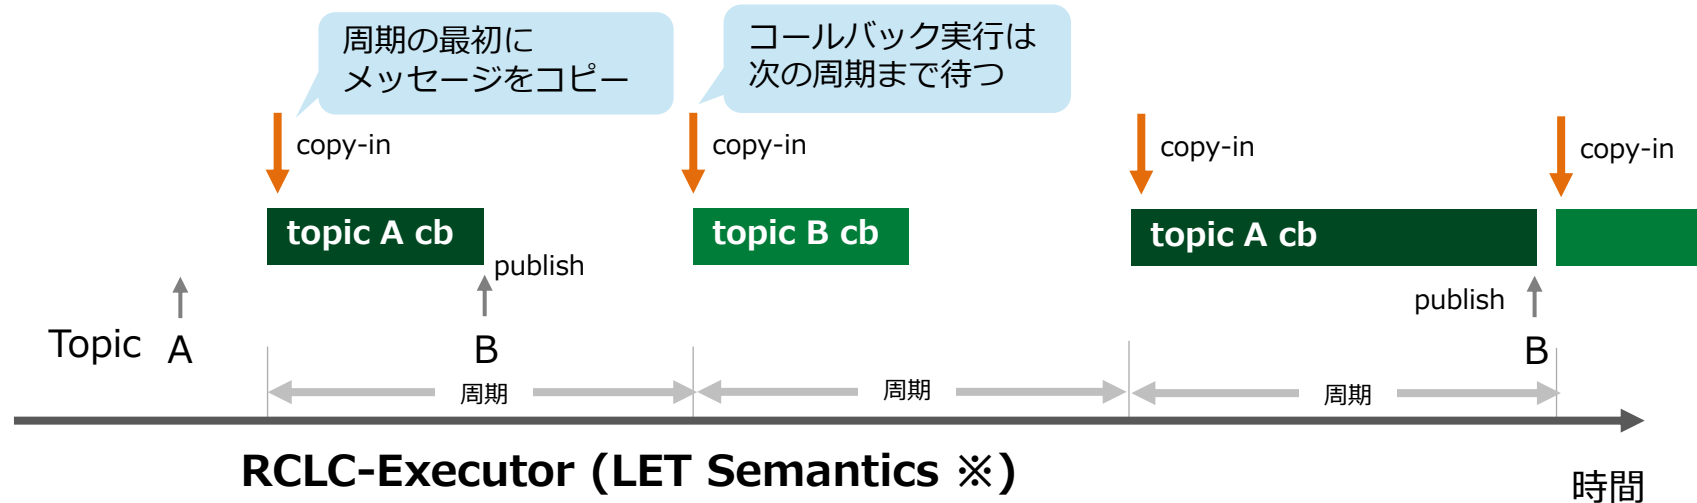 周期の最初に
メッセージをコピー
コールバック実行は
次の周期まで待つ
copy-in
copy-in
copy-in
copy-in
topic A cb
topic B cb
topic A cb
publish
publish
Topic A
B
B
周期
周期
周期
RCLC-Executor (LET Semantics ※)
時間